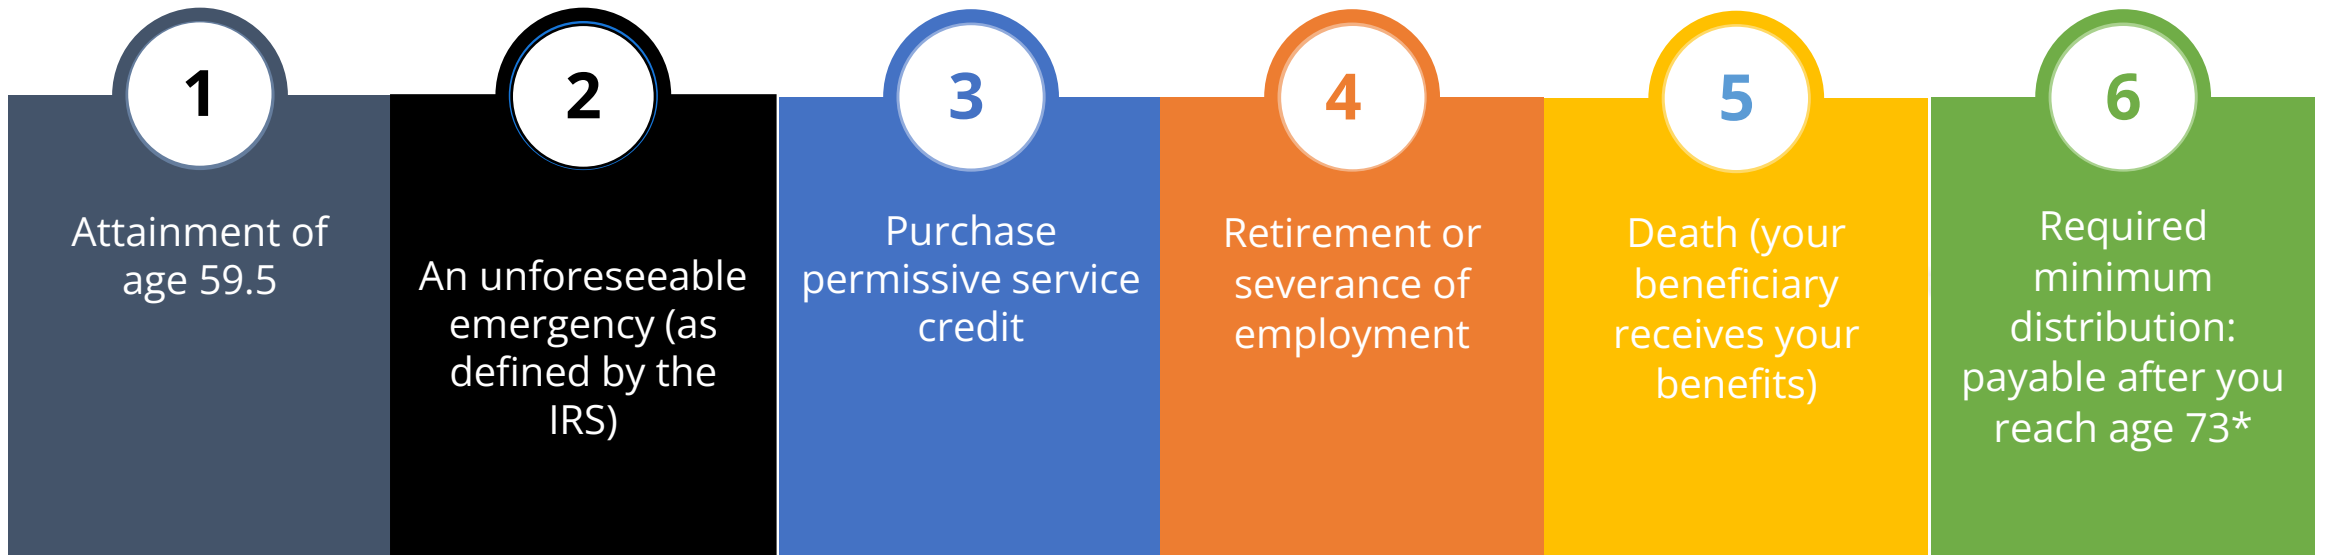 1
Attainment of
age 59.5
2
An unforeseeable
emergency (as
defined by the
IRS)
3
Purchase
permissive service
credit
4
Retirement or
severance of
employment
5
Death (your
beneficiary
receives your
benefits)
6
Required
minimum
distribution:
payable after you
reach age 73*